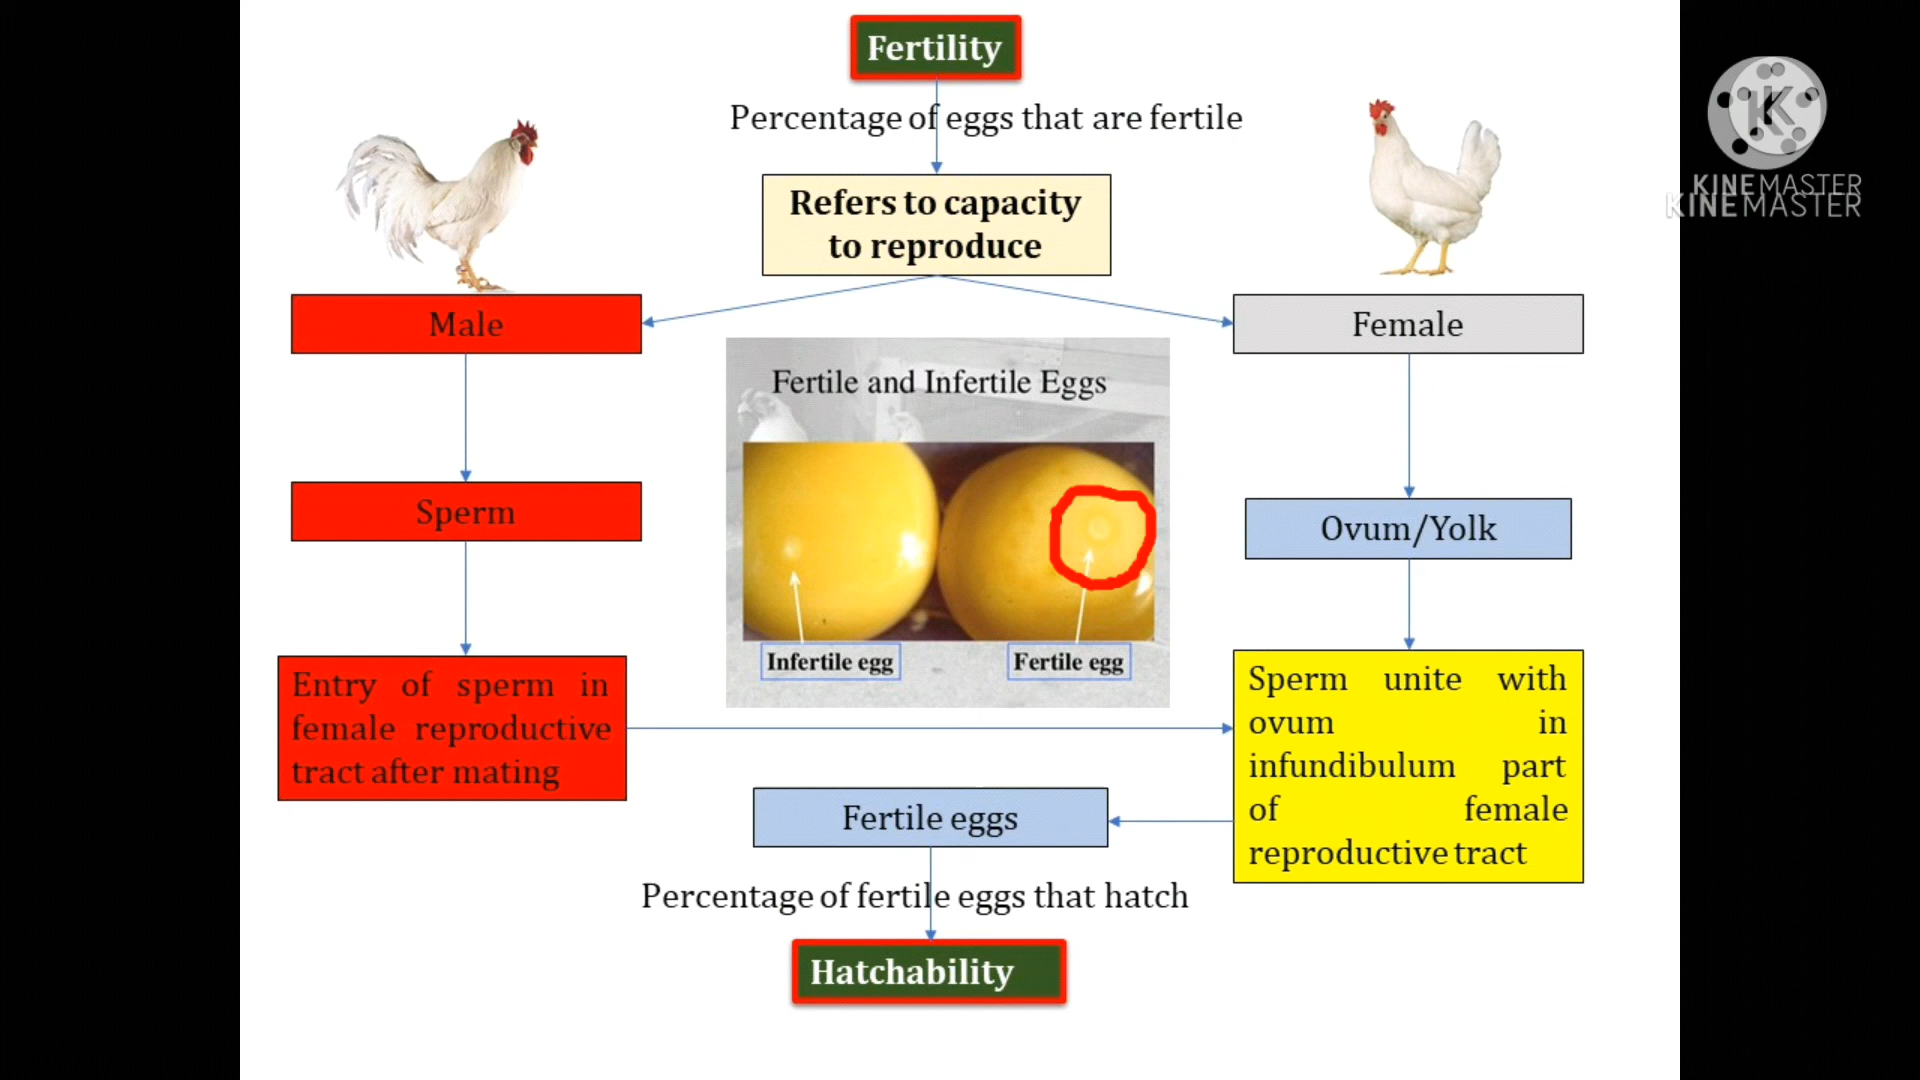 Fertility
Percentage of eggs that are fertile
Refers to capacity
to reproduce
Male
Female
Fertile and Infertile Eggs
Sperm
Ovum/Yolk
Infertile egg
Fertile egg
Entry of sperm in
female reproductive
tract after mating
Sperm unite with
ovum in
infundibulum part
of female
reproductive tract
Fertile eggs
Percentage of fertile eggs that hatch
Hatchability
K
KINEMASTER
KINEMASTER